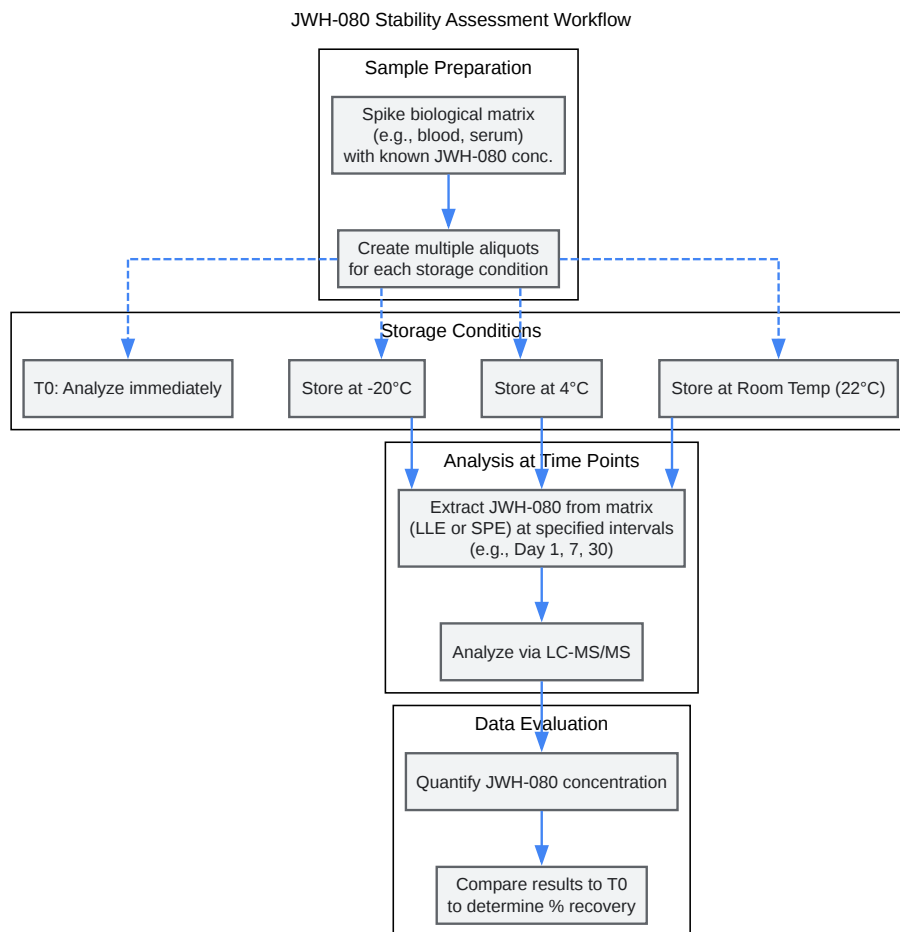 JWH-080 Stability Assessment Workflow
Sample Preparation
Spike biological matrix
(e.g., blood, serum)
with known JWH-080 conc.
Create multiple aliquots
for each storage condition
Storage Conditions
T0: Analyze immediately
Store at -20°C
Store at 4°C
Store at Room Temp (22°C)
Analysis at Time Points
Extract JWH-080 from matrix
(LLE or SPE) at specified intervals
(e.g., Day 1, 7, 30)
Analyze via LC-MS/MS
Data Evaluation
Quantify JWH-080 concentration
Compare results to T0
to determine % recovery